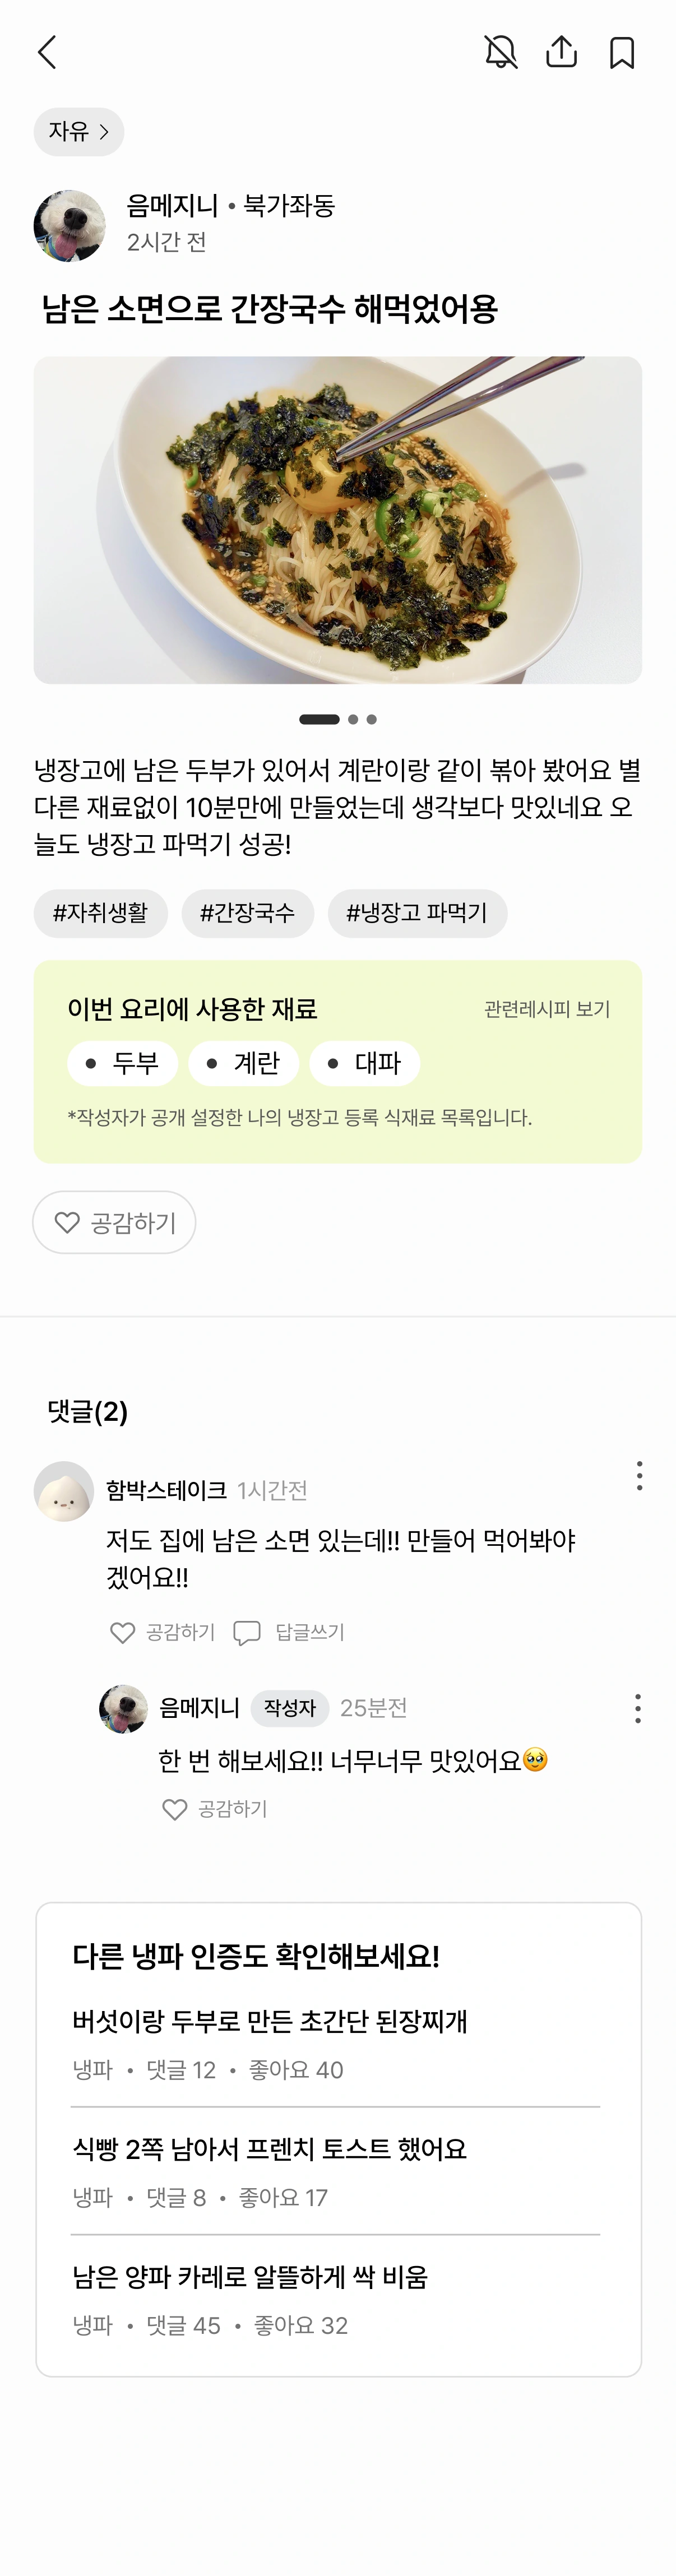 자유
음메지니 • 북가좌동
2시간 전
남은 소면으로 간장국수 해먹었어용
냉장고에 남은 두부가 있어서 계란이랑 같이 볶아 봤어요 별
다른 재료없이 10분만에 만들었는데 생각보다 맛있네요 오
늘도 냉장고 파먹기 성공!
#자취생활 #간장국수 #냉장고 파먹기
이번 요리에 사용한 재료 관련레시피 보기
• 두부 • 계란 • 대파
*작성자가 공개 설정한 나의 냉장고 등록 식재료 목록입니다.
공감하기
댓글(2)
함박스테이크 1시간전
저도 집에 남은 소면 있는데!! 만들어 먹어봐야
겠어요!!
공감하기 답글쓰기
음메지니 작성자 25분전
한 번 해보세요!! 너무너무 맛있어요🥹
공감하기
다른 냉파 인증도 확인해보세요!
버섯이랑 두부로 만든 초간단 된장찌개
냉파 • 댓글 12 • 좋아요 40
식빵 2쪽 남아서 프렌치 토스트 했어요
냉파 • 댓글 8 • 좋아요 17
남은 양파 카레로 알뜰하게 싹 비움
냉파 • 댓글 45 • 좋아요 32